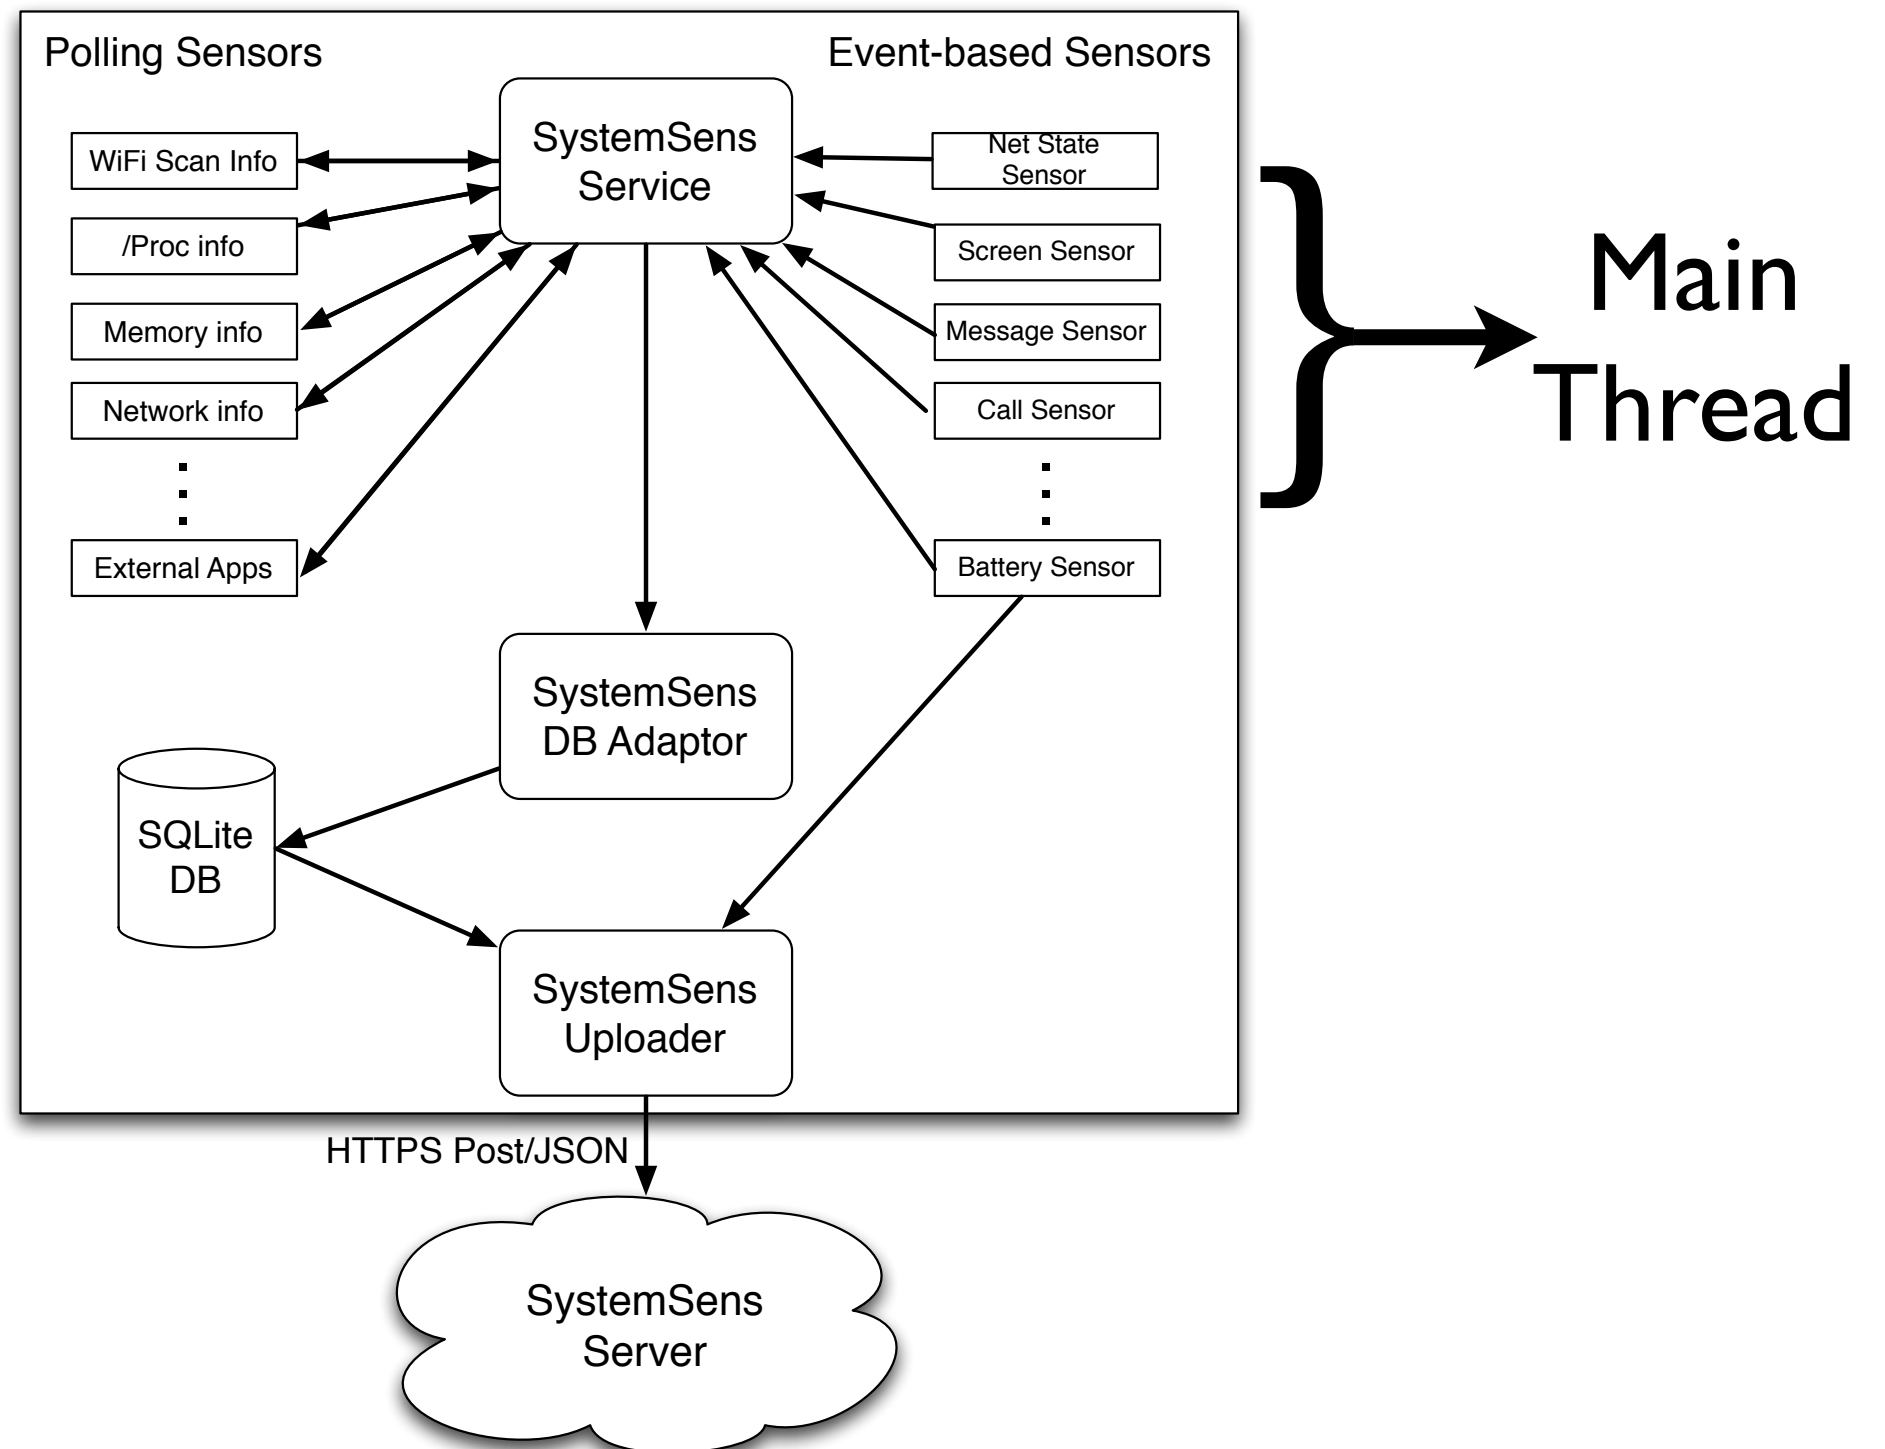 Polling Sensors
Event-based Sensors
SystemSens
Service
WiFi Scan Info
/Proc info
Memory info
Network info
External Apps
Net State
Sensor
Screen Sensor
Message Sensor
Call Sensor
Battery Sensor
Main
Thread
SystemSens
DB Adaptor
SQLite
DB
SystemSens
Uploader
HTTPS Post/JSON
SystemSens
Server